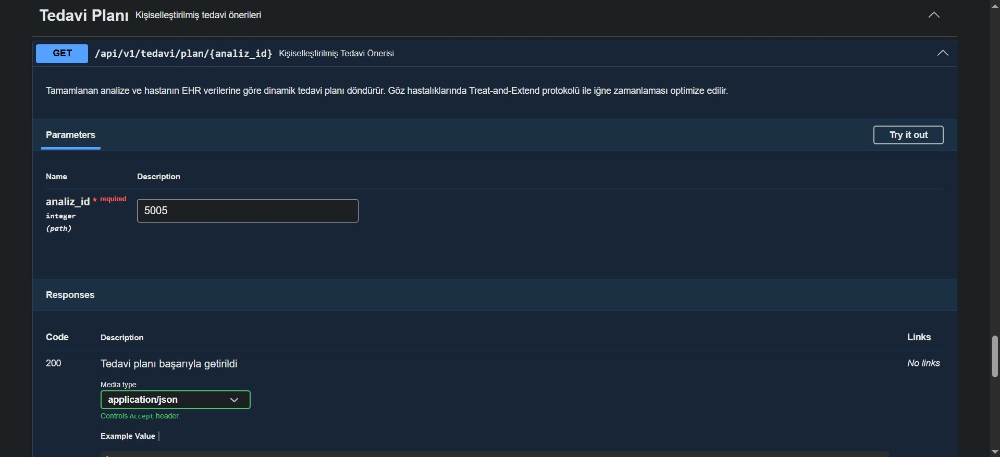 Tedavi Planı Kişiselleştirilmiş tedavi önerileri
GET /api/v1/tedavi/plan/{analiz_id} Kişiselleştirilmiş Tedavi Önerisi
Tamamlanan analize ve hastanın EHR verilerine göre dinamik tedavi planı döndürür. Göz hastalıklarında Treat-and-Extend protokolü ile iğne zamanlaması optimize edilir.
Parameters Try it out
Name Description
analiz_id * required
5005
integer
(path)
Responses
Code Description Links
200 Tedavi planı başarıyla getirildi No links
Media type
application/json
Controls Accept header.
Example Value